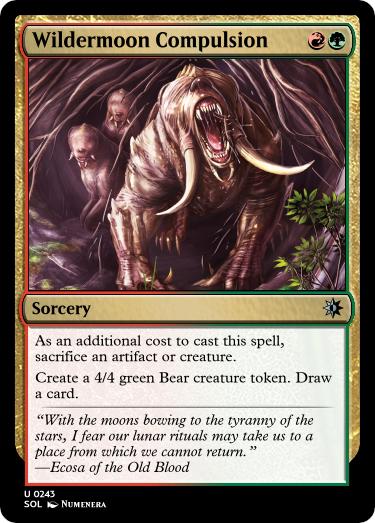 Wildermoon Compulsion
Sorcery
As an additional cost to cast this spell,
sacrifice an artifact or creature.
Create a 4/4 green Bear creature token. Draw
a card.
“With the moons bowing to the tyranny of the
stars, I fear our lunar rituals may take us to a
place from which we cannot return.”
—Ecosa of the Old Blood
U 0243
SOL Numenera